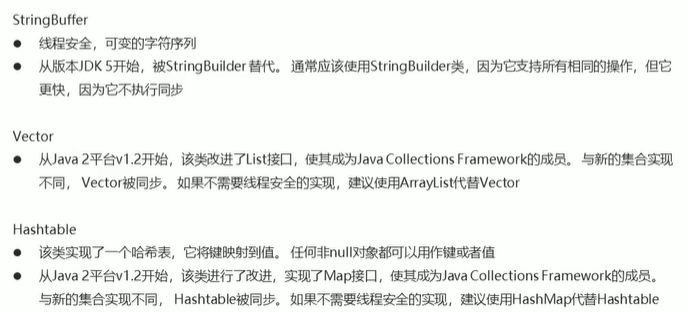 StringBuffer
● 线程安全，可变的字符序列
● 从版本JDK 5开始，被StringBuilder 替代。 通常应该使用StringBuilder类，因为它支持所有相同的操作，但它
更快，因为它不执行同步
Vector
● 从Java 2平台v1.2开始，该类改进了List接口，使其成为Java Collections Framework的成员。 与新的集合实现
不同， Vector被同步。 如果不需要线程安全的实现，建议使用ArrayList代替Vector
Hashtable
● 该类实现了一个哈希表，它将键映射到值。 任何非null对象都可以用作键或者值
● 从Java 2平台v1.2开始，该类进行了改进，实现了Map接口，使其成为Java Collections Framework的成员。
与新的集合实现不同， Hashtable被同步。 如果不需要线程安全的实现，建议使用HashMap代替Hashtable